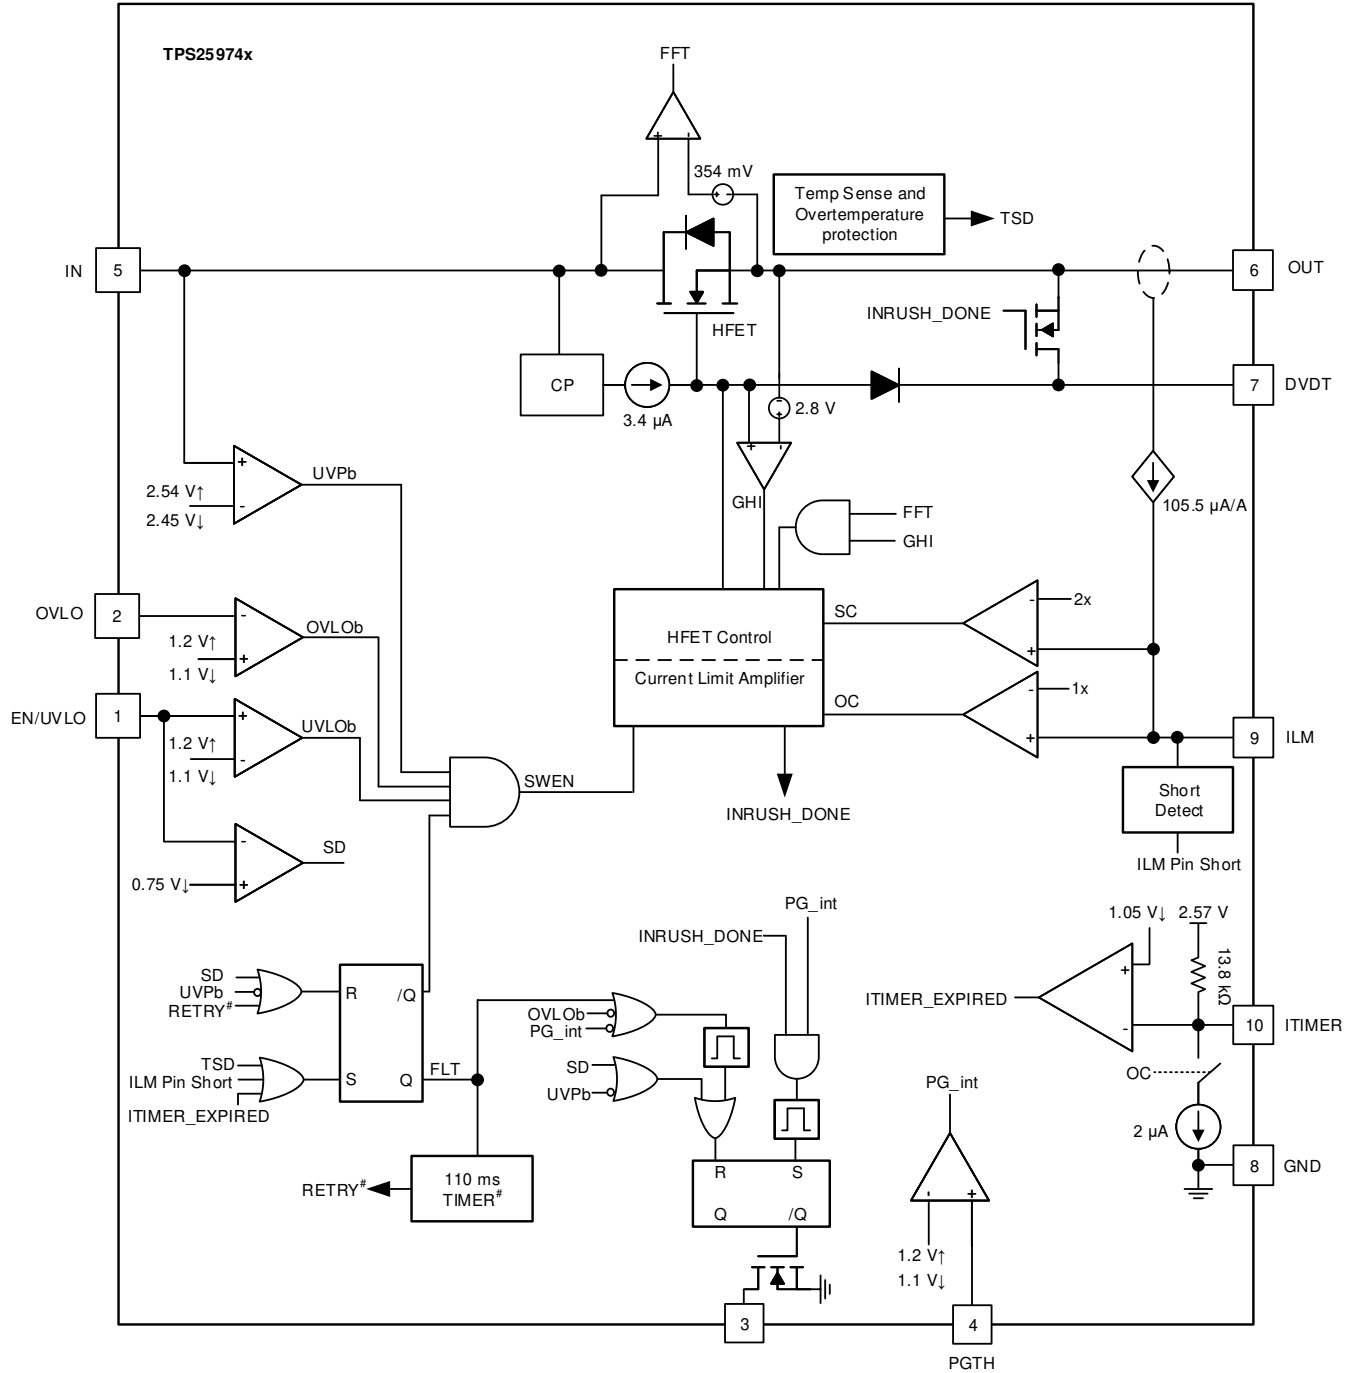 TPS25974x
FFT
+
-
354 mV
+
-
Temp Sense and
Overtemperature
protection
TSD
IN
5
6
OUT
INRUSH_DONE
HFET
CP
3.4 µA
2.8 V
-
+
7
DVDT
+
-
GHI
UVPb
+
-
2.54 V↑
2.45 V↓
105.5 µA/A
FFT
GHI
OVLO
2
-
+
OVLOb
1.2 V↑
1.1 V↓
HFET Control
Current Limit Amplifier
SC
-
+
2x
OC
-
+
1x
EN/UVLO
1
+
-
UVLOb
1.2 V↑
1.1 V↓
9
ILM
SWEN
INRUSH_DONE
Short
Detect
ILM Pin Short
-
+
SD
0.75 V↓
PG_int
INRUSH_DONE
1.05 V↓
2.57 V
13.8 kΩ
ITIMER_EXPIRED
+
-
10
ITIMER
SD
UVPb
RETRY#
R
/Q
S
Q
FLT
TSD
ILM Pin Short
ITIMER_EXPIRED
OVLOb
PG_int
SD
UVPb
OC
2 µA
8
GND
PG_int
-
+
110 ms
TIMER#
RETRY#
R
S
Q
/Q
1.2 V↑
1.1 V↓
3
4
PGTH